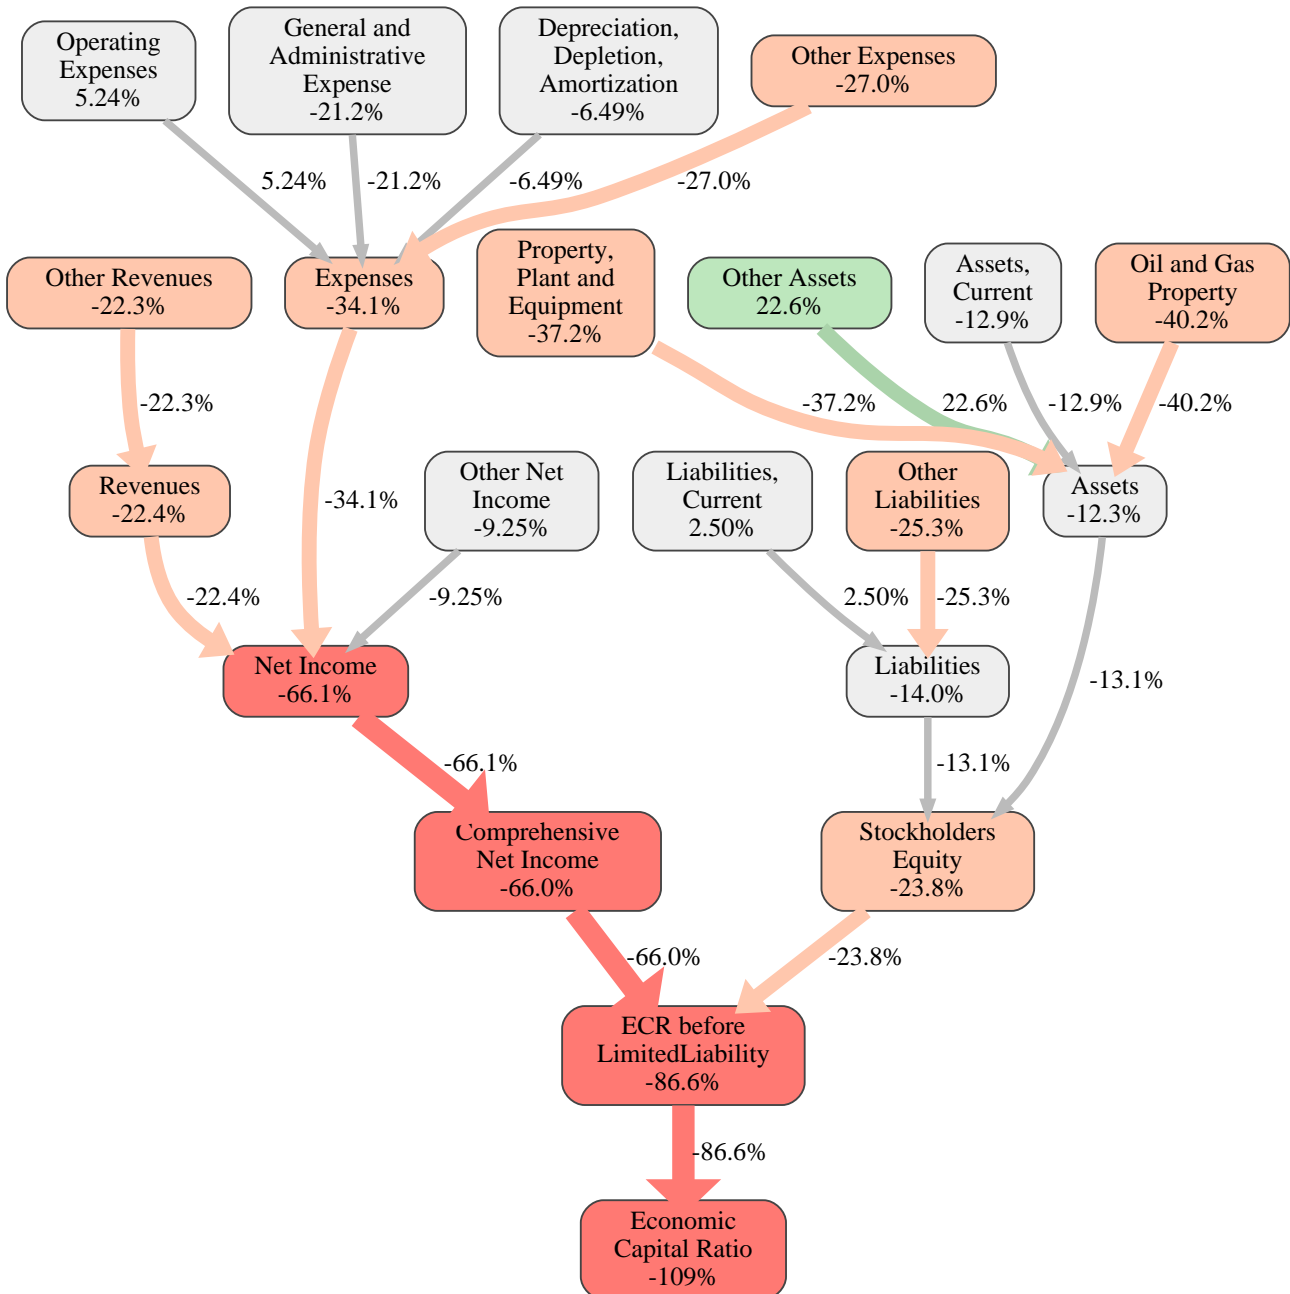 Operating
Expenses
5.24%
General and
Administrative
Expense
-21.2%
Depreciation,
Depletion,
Amortization
-6.49%
Other Expenses
-27.0%
5.24%
-21.2%
-6.49%
-27.0%
Other Revenues
-22.3%
Expenses
-34.1%
Property,
Plant and
Equipment
-37.2%
Other Assets
22.6%
Assets,
Current
-12.9%
Oil and Gas
Property
-40.2%
-22.3%
-37.2%
22.6%
-12.9%
-40.2%
Revenues
-22.4%
-34.1%
Other Net
Income
-9.25%
Liabilities,
Current
2.50%
Other
Liabilities
-25.3%
Assets
-12.3%
-22.4%
-9.25%
2.50%
-25.3%
Net Income
-66.1%
Liabilities
-14.0%
-13.1%
-66.1%
-13.1%
Comprehensive
Net Income
-66.0%
Stockholders
Equity
-23.8%
-66.0%
-23.8%
ECR before
LimitedLiability
-86.6%
-86.6%
Economic
Capital Ratio
-109%